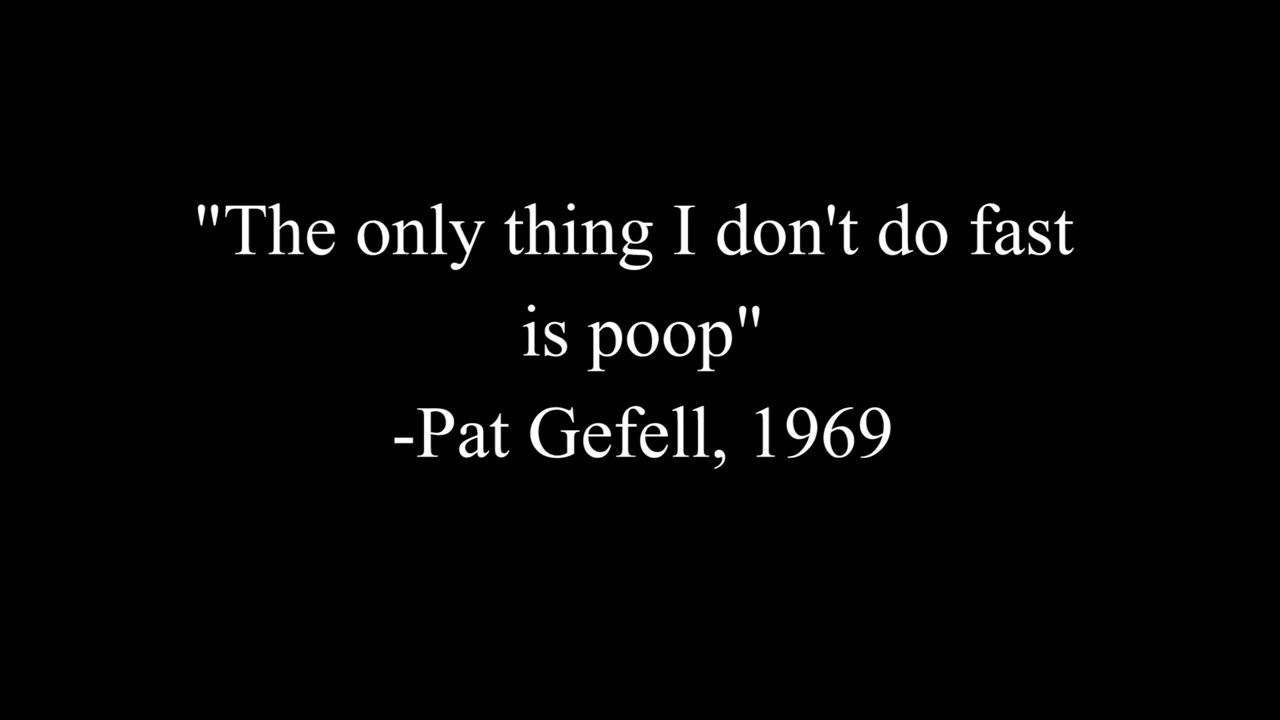 "The only thing I don't do fast
is poop"
-Pat Gefell, 1969